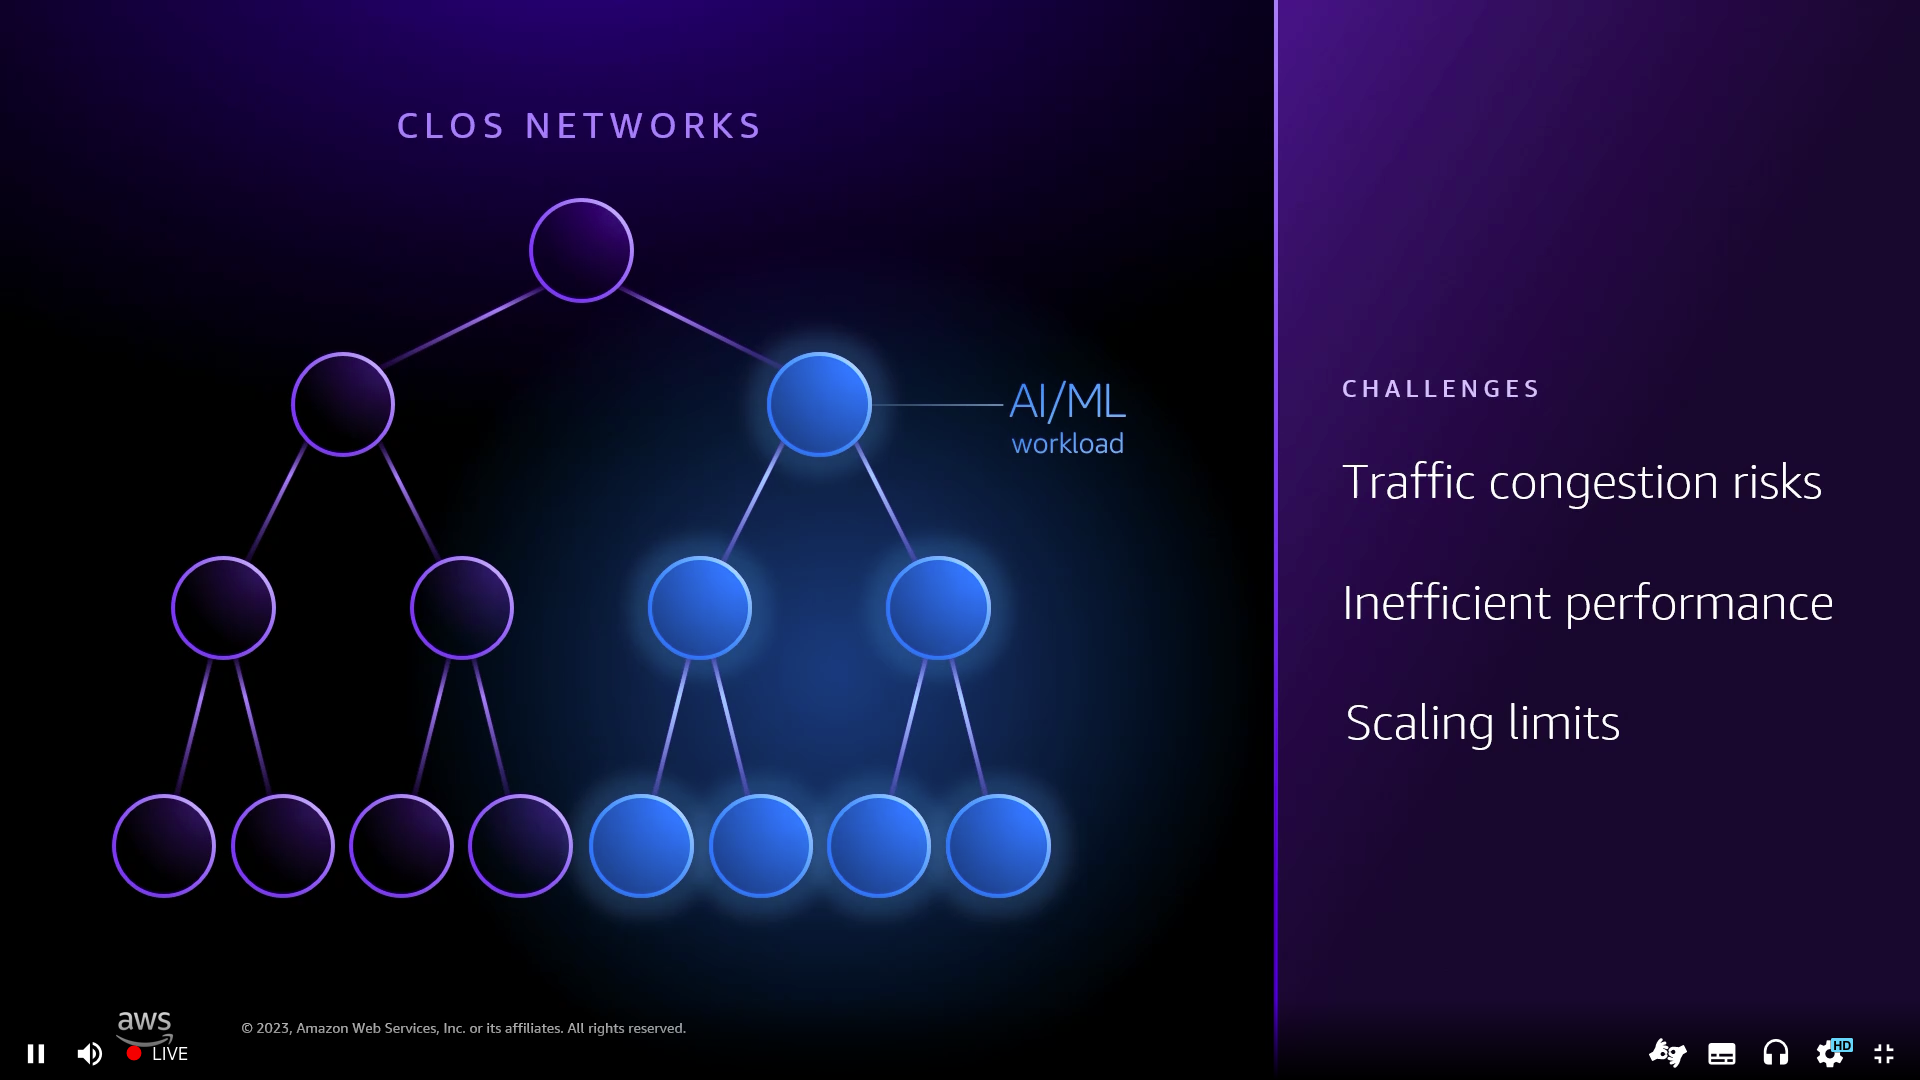 CLOS NETWORKS
AI/ML
workload
CHALLENGES
Traffic congestion risks
Inefficient performance
Scaling limits
aws
© 2023, Amazon Web Services, Inc. or its affiliates. All rights reserved.
LIVE
HD